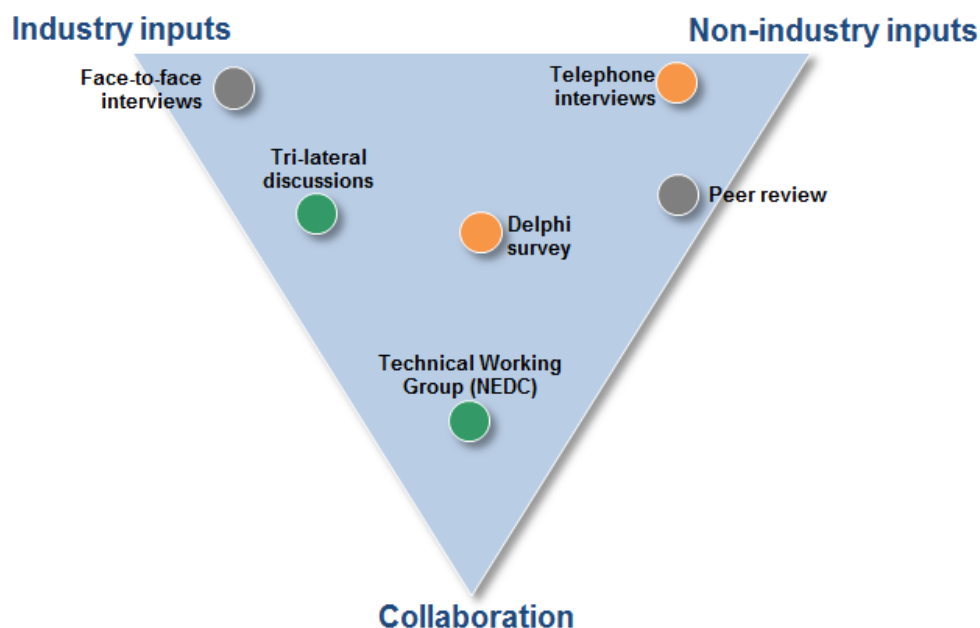 Industry inputs
Non-industry inputs
Face-to-face
interviews
Telephone
interviews
Tri-lateral
discussions
Peer review
Delphi
survey
Technical Working
Group (NEDC)
Collaboration